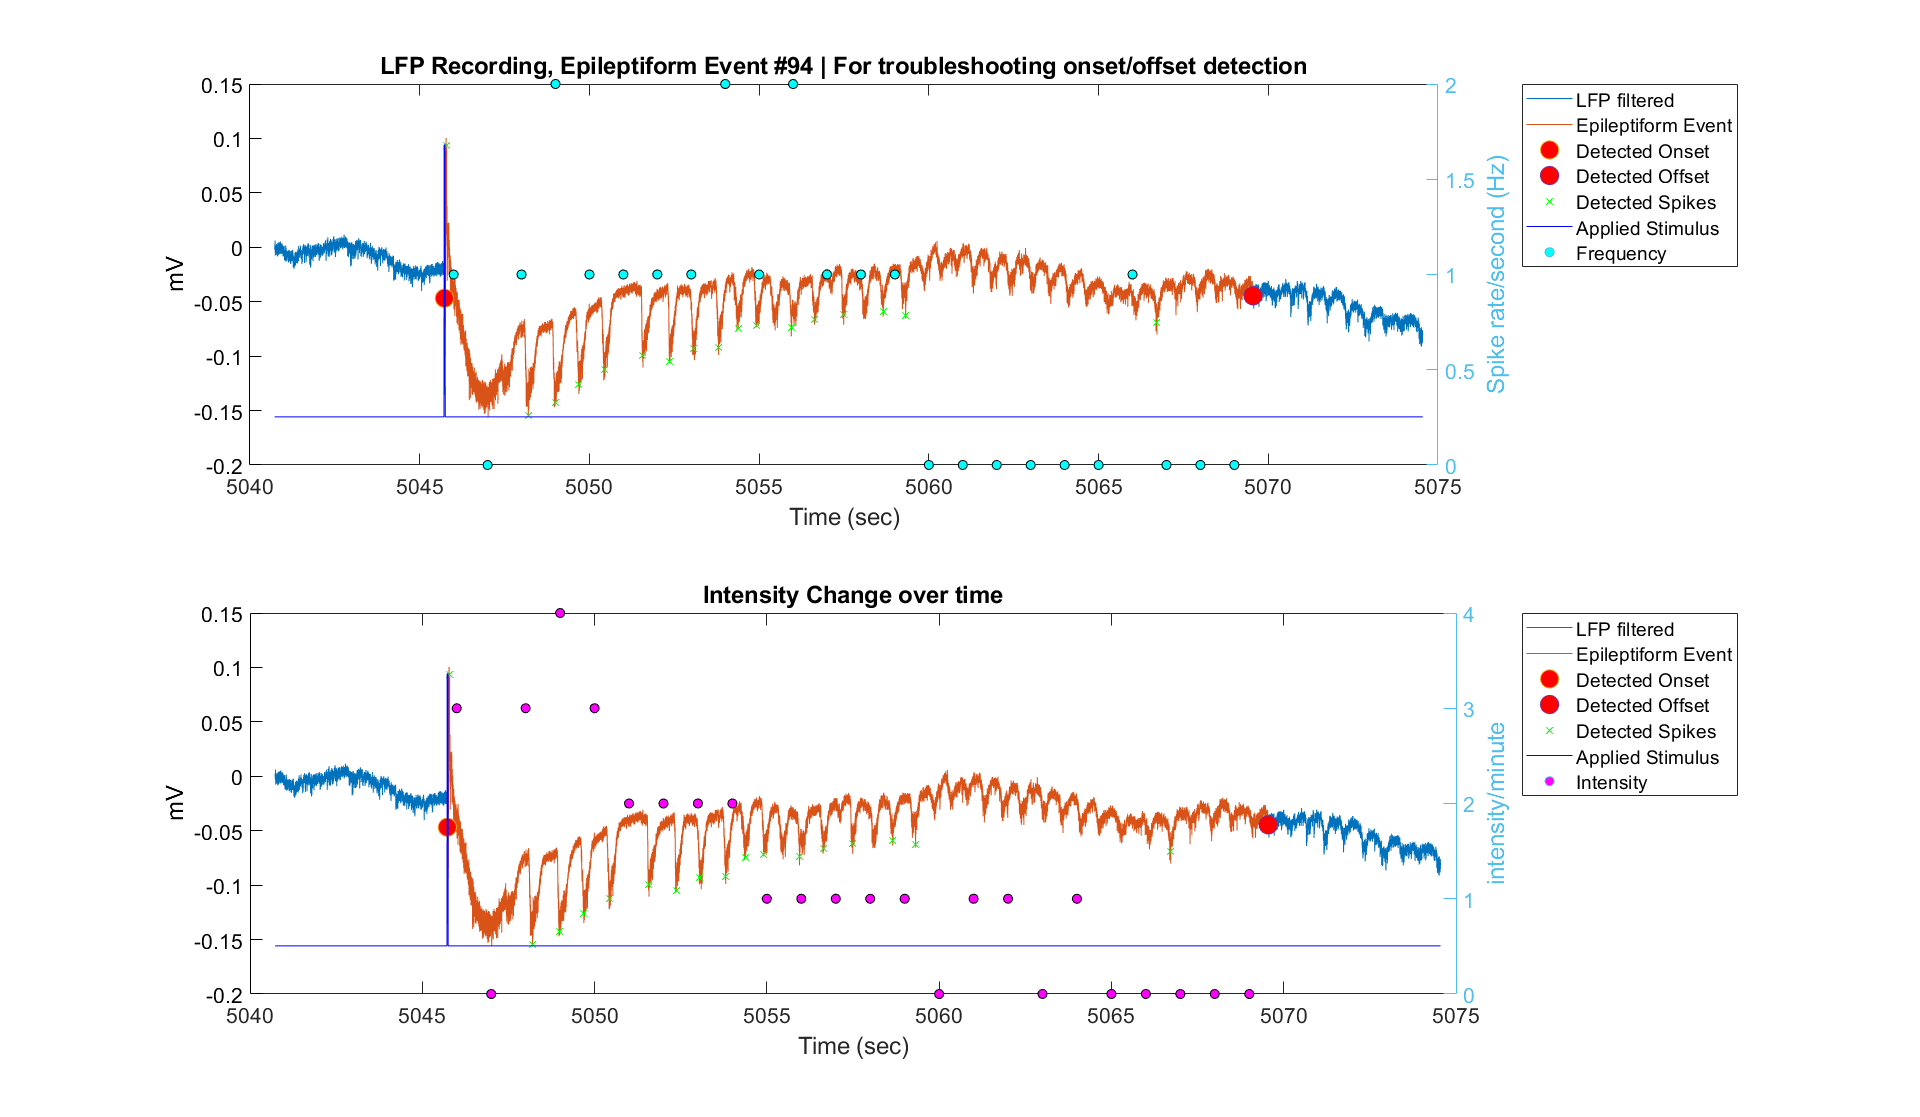 LFP Recording, Epileptiform Event #94 | For troubleshooting onset/offset detection
0.15
0.1
0.05
0
-0.05
-0.1
-0.15
-0.2
mV
5040
5045
5050
5055
5060
5065
5070
5075
Time (sec)
2
1.5
1
0.5
0
Spike rate/second (Hz)
LFP filtered
Epileptiform Event
Detected Onset
Detected Offset
Detected Spikes
Applied Stimulus
Frequency
Intensity Change over time
0.15
0.1
0.05
0
-0.05
-0.1
-0.15
-0.2
mV
5040
5045
5050
5055
5060
5065
5070
5075
Time (sec)
4
3
2
1
0
intensity/minute
LFP filtered
Epileptiform Event
Detected Onset
Detected Offset
Detected Spikes
Applied Stimulus
Intensity